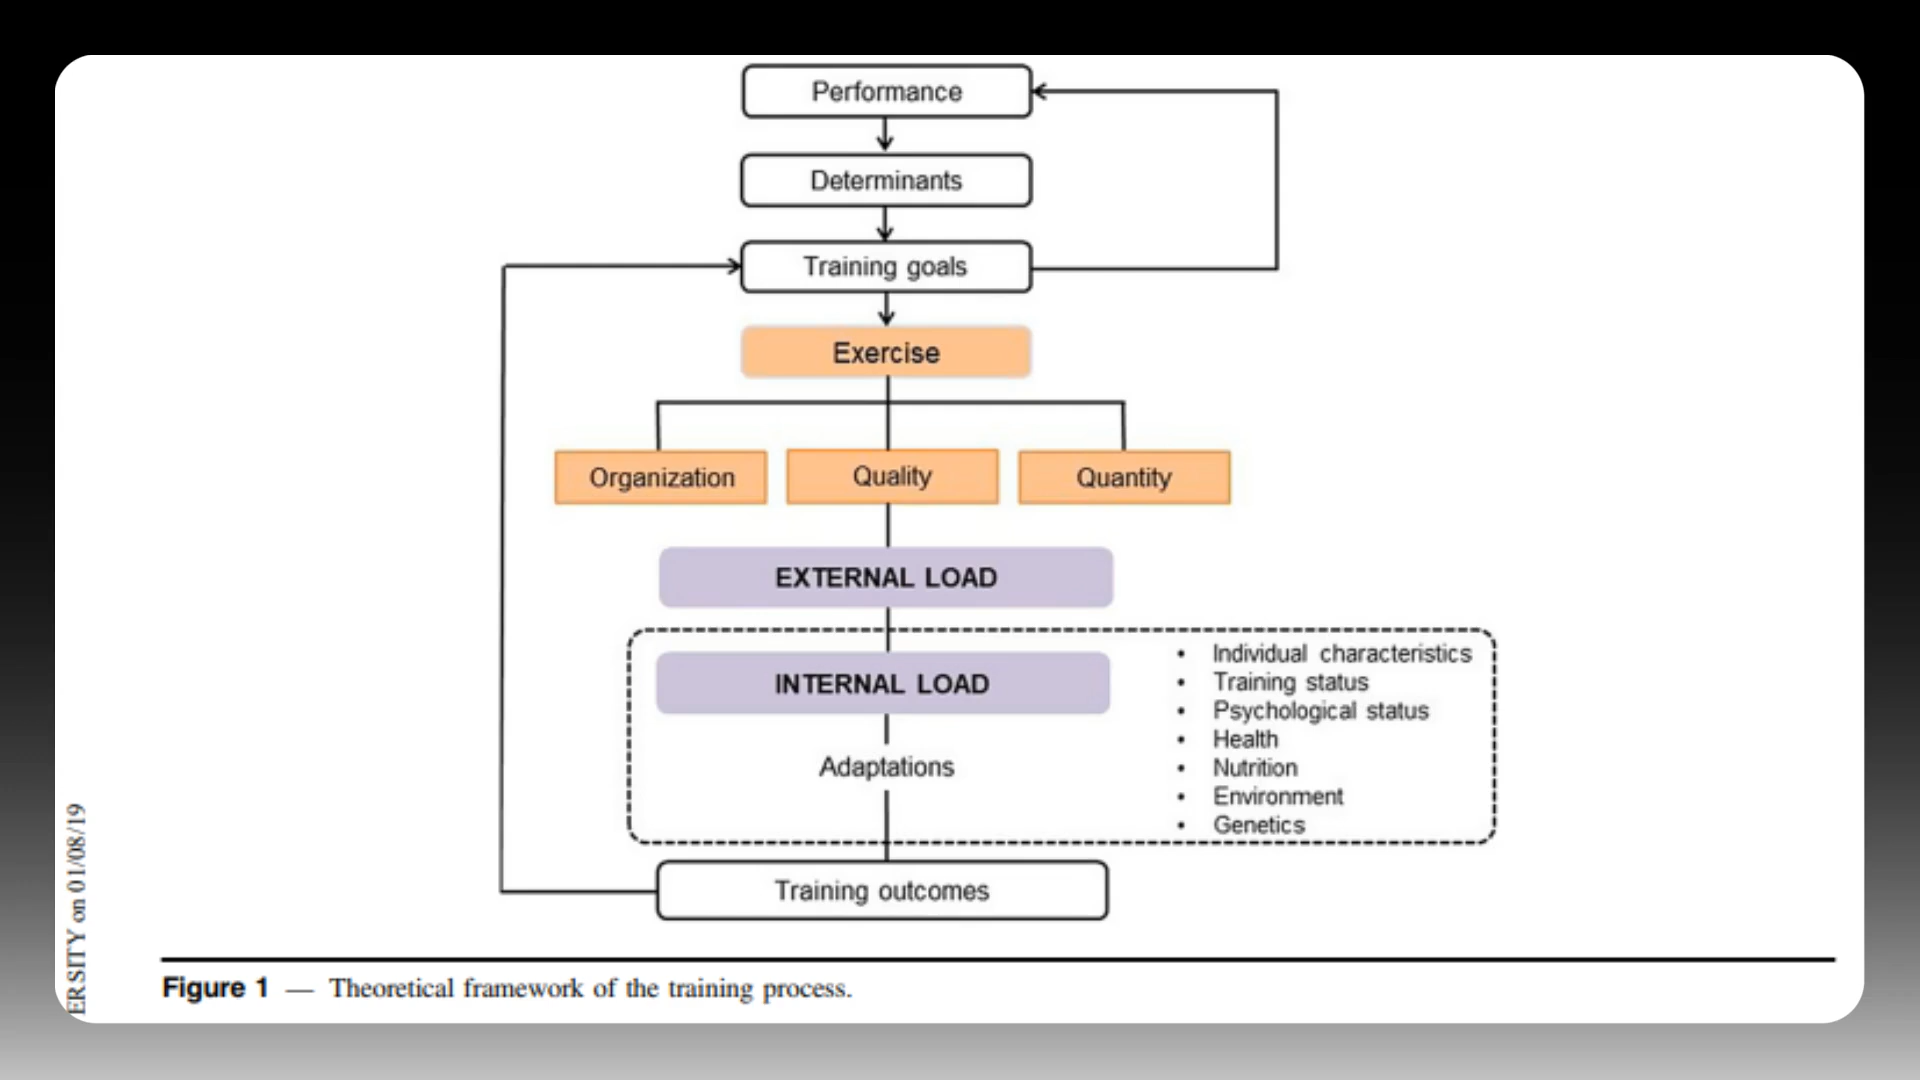 Performance
Determinants
Training goals
Exercise
Organization
Quality
Quantity
EXTERNAL LOAD
INTERNAL LOAD
Adaptations
• Individual characteristics
• Training status
• Psychological status
• Health
• Nutrition
• Environment
• Genetics
Training outcomes
ERSITY on 01/08/19
Figure 1 — Theoretical framework of the training process.